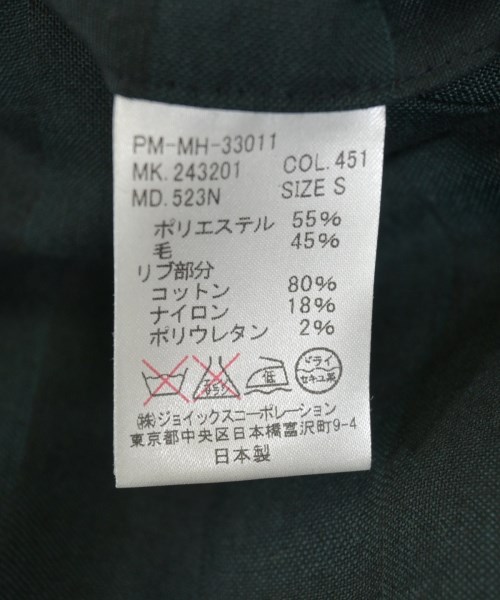 PM-MH-33011
MK. 243201 COL. 451
MD. 523N SIZE S
ポリエステル 55%
毛 45%
リブ部分
コットン 80%
ナイロン 18%
ポリウレタン 2%
低 ドライ
セキユ系
㈱ジョイックスコーポレーション
東京都中央区日本橋富沢町9-4
日本製